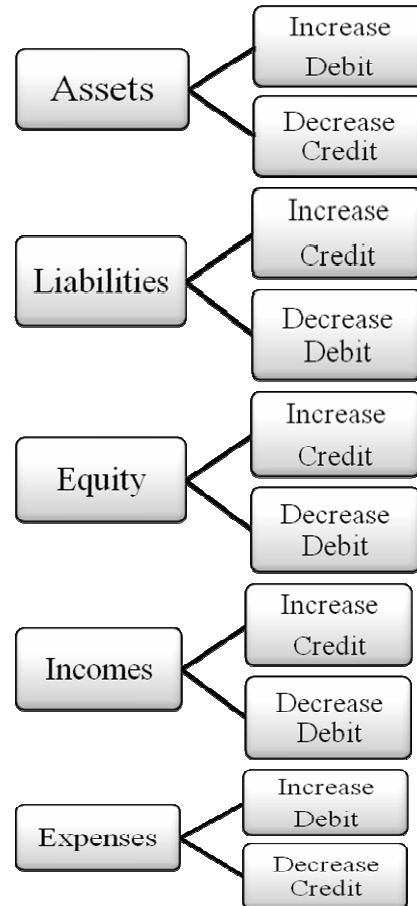 Assets
Increase
Debit
Decrease
Credit
Liabilities
Increase
Credit
Decrease
Debit
Equity
Increase
Credit
Decrease
Debit
Incomes
Increase
Credit
Decrease
Debit
Expenses
Increase
Debit
Decrease
Credit